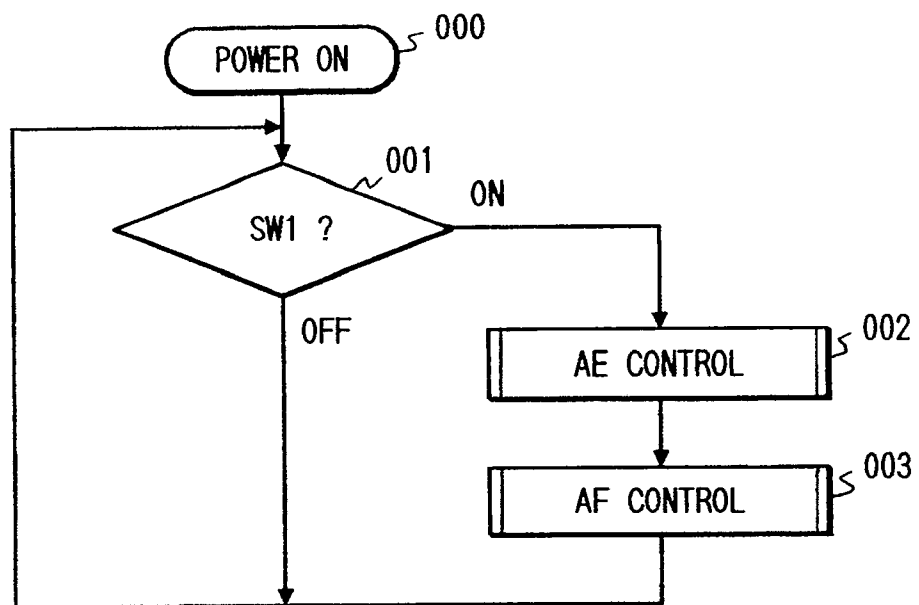 000
POWER ON
001
SW1 ?
ON
OFF
002
AE CONTROL
003
AF CONTROL